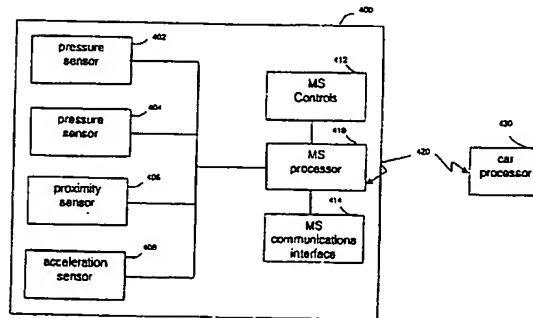 400
402
pressure
sensor
404
pressure
sensor
406
proximity
sensor
408
acceleration
sensor
412
MS
Controls
MS
processor
414
MS
communications
interface
420
430
car
processor